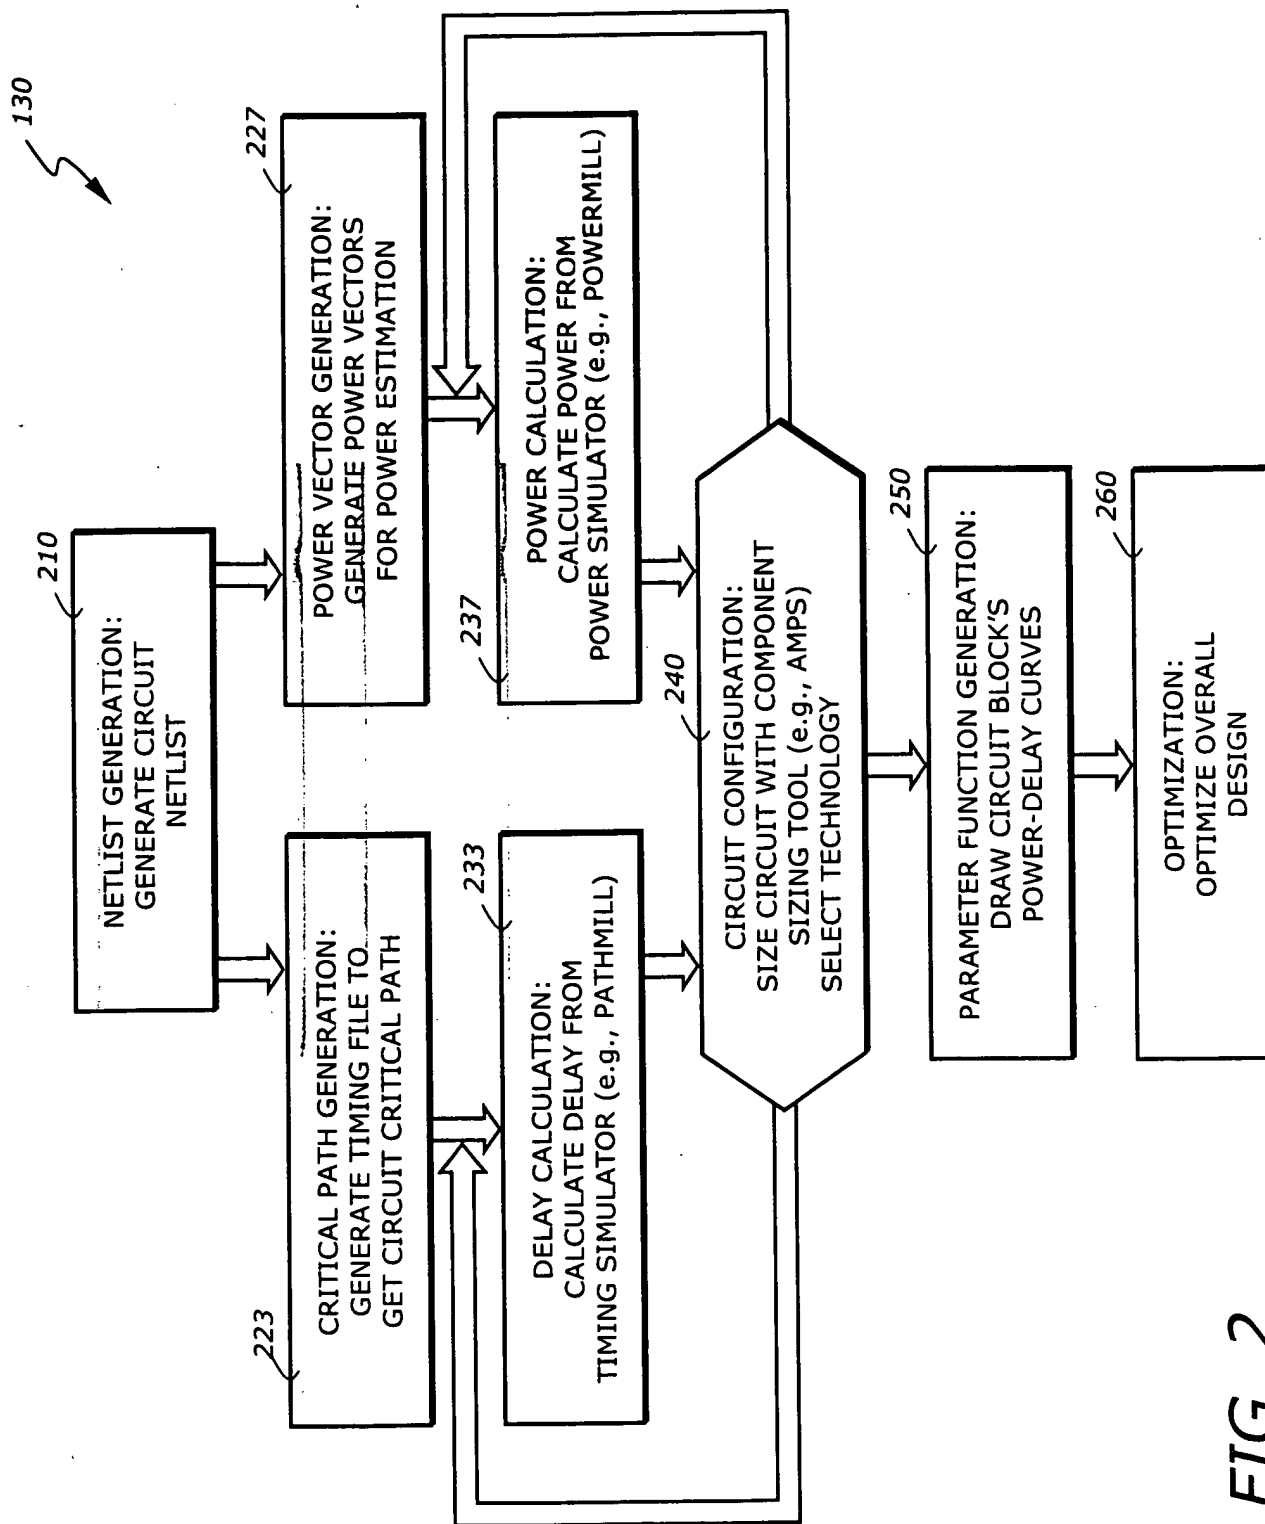 130
210
NETLIST GENERATION:
GENERATE CIRCUIT
NETLIST
223
CRITICAL PATH GENERATION:
GENERATE TIMING FILE TO
GET CIRCUIT CRITICAL PATH
227
POWER VECTOR GENERATION:
GENERATE POWER VECTORS
FOR POWER ESTIMATION
233
DELAY CALCULATION:
CALCULATE DELAY FROM
TIMING SIMULATOR (e.g., PATHMILL)
237
POWER CALCULATION:
CALCULATE POWER FROM
POWER SIMULATOR (e.g., POWERMILL)
240
CIRCUIT CONFIGURATION:
SIZE CIRCUIT WITH COMPONENT
SIZING TOOL (e.g., AMPS)
SELECT TECHNOLOGY
250
PARAMETER FUNCTION GENERATION:
DRAW CIRCUIT BLOCK'S
POWER-DELAY CURVES
260
OPTIMIZATION:
OPTIMIZE OVERALL
DESIGN
FIG. 2